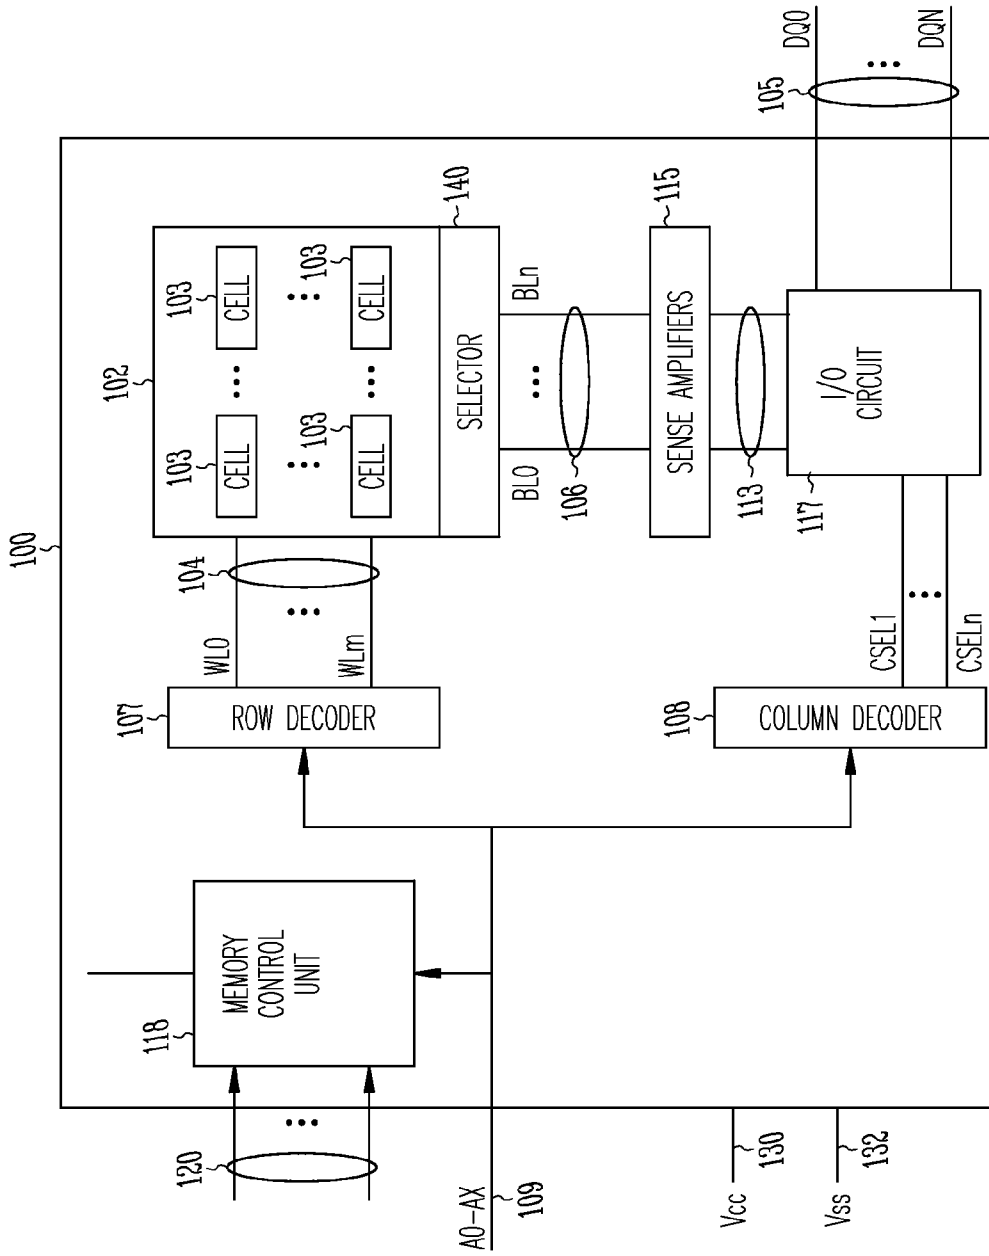 100
102
103
CELL
103
CELL
103
CELL
103
CELL
SELECTOR
140
104
WL0
WLm
107
ROW DECODER
118
MEMORY
CONTROL
UNIT
120
A0-AX
109
BL0
BLn
106
SENSE AMPLIFIERS
115
113
I/O
CIRCUIT
117
105
DQ0
DQN
CSEL1
CSELn
108
COLUMN DECODER
Vcc
130
Vss
132